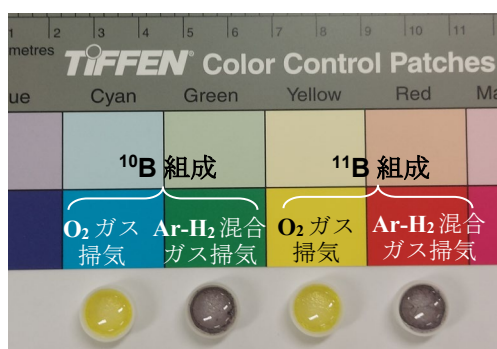 1 2 3 4 5 6 7 8 9 10 11
metres
TIFFEN® Color Control Patches
ue Cyan Green Yellow Red Ma
¹⁰B 組成 ¹¹B 組成
O₂ ガス掃気 Ar-H₂ 混合ガス掃気 O₂ ガス掃気 Ar-H₂ 混合ガス掃気